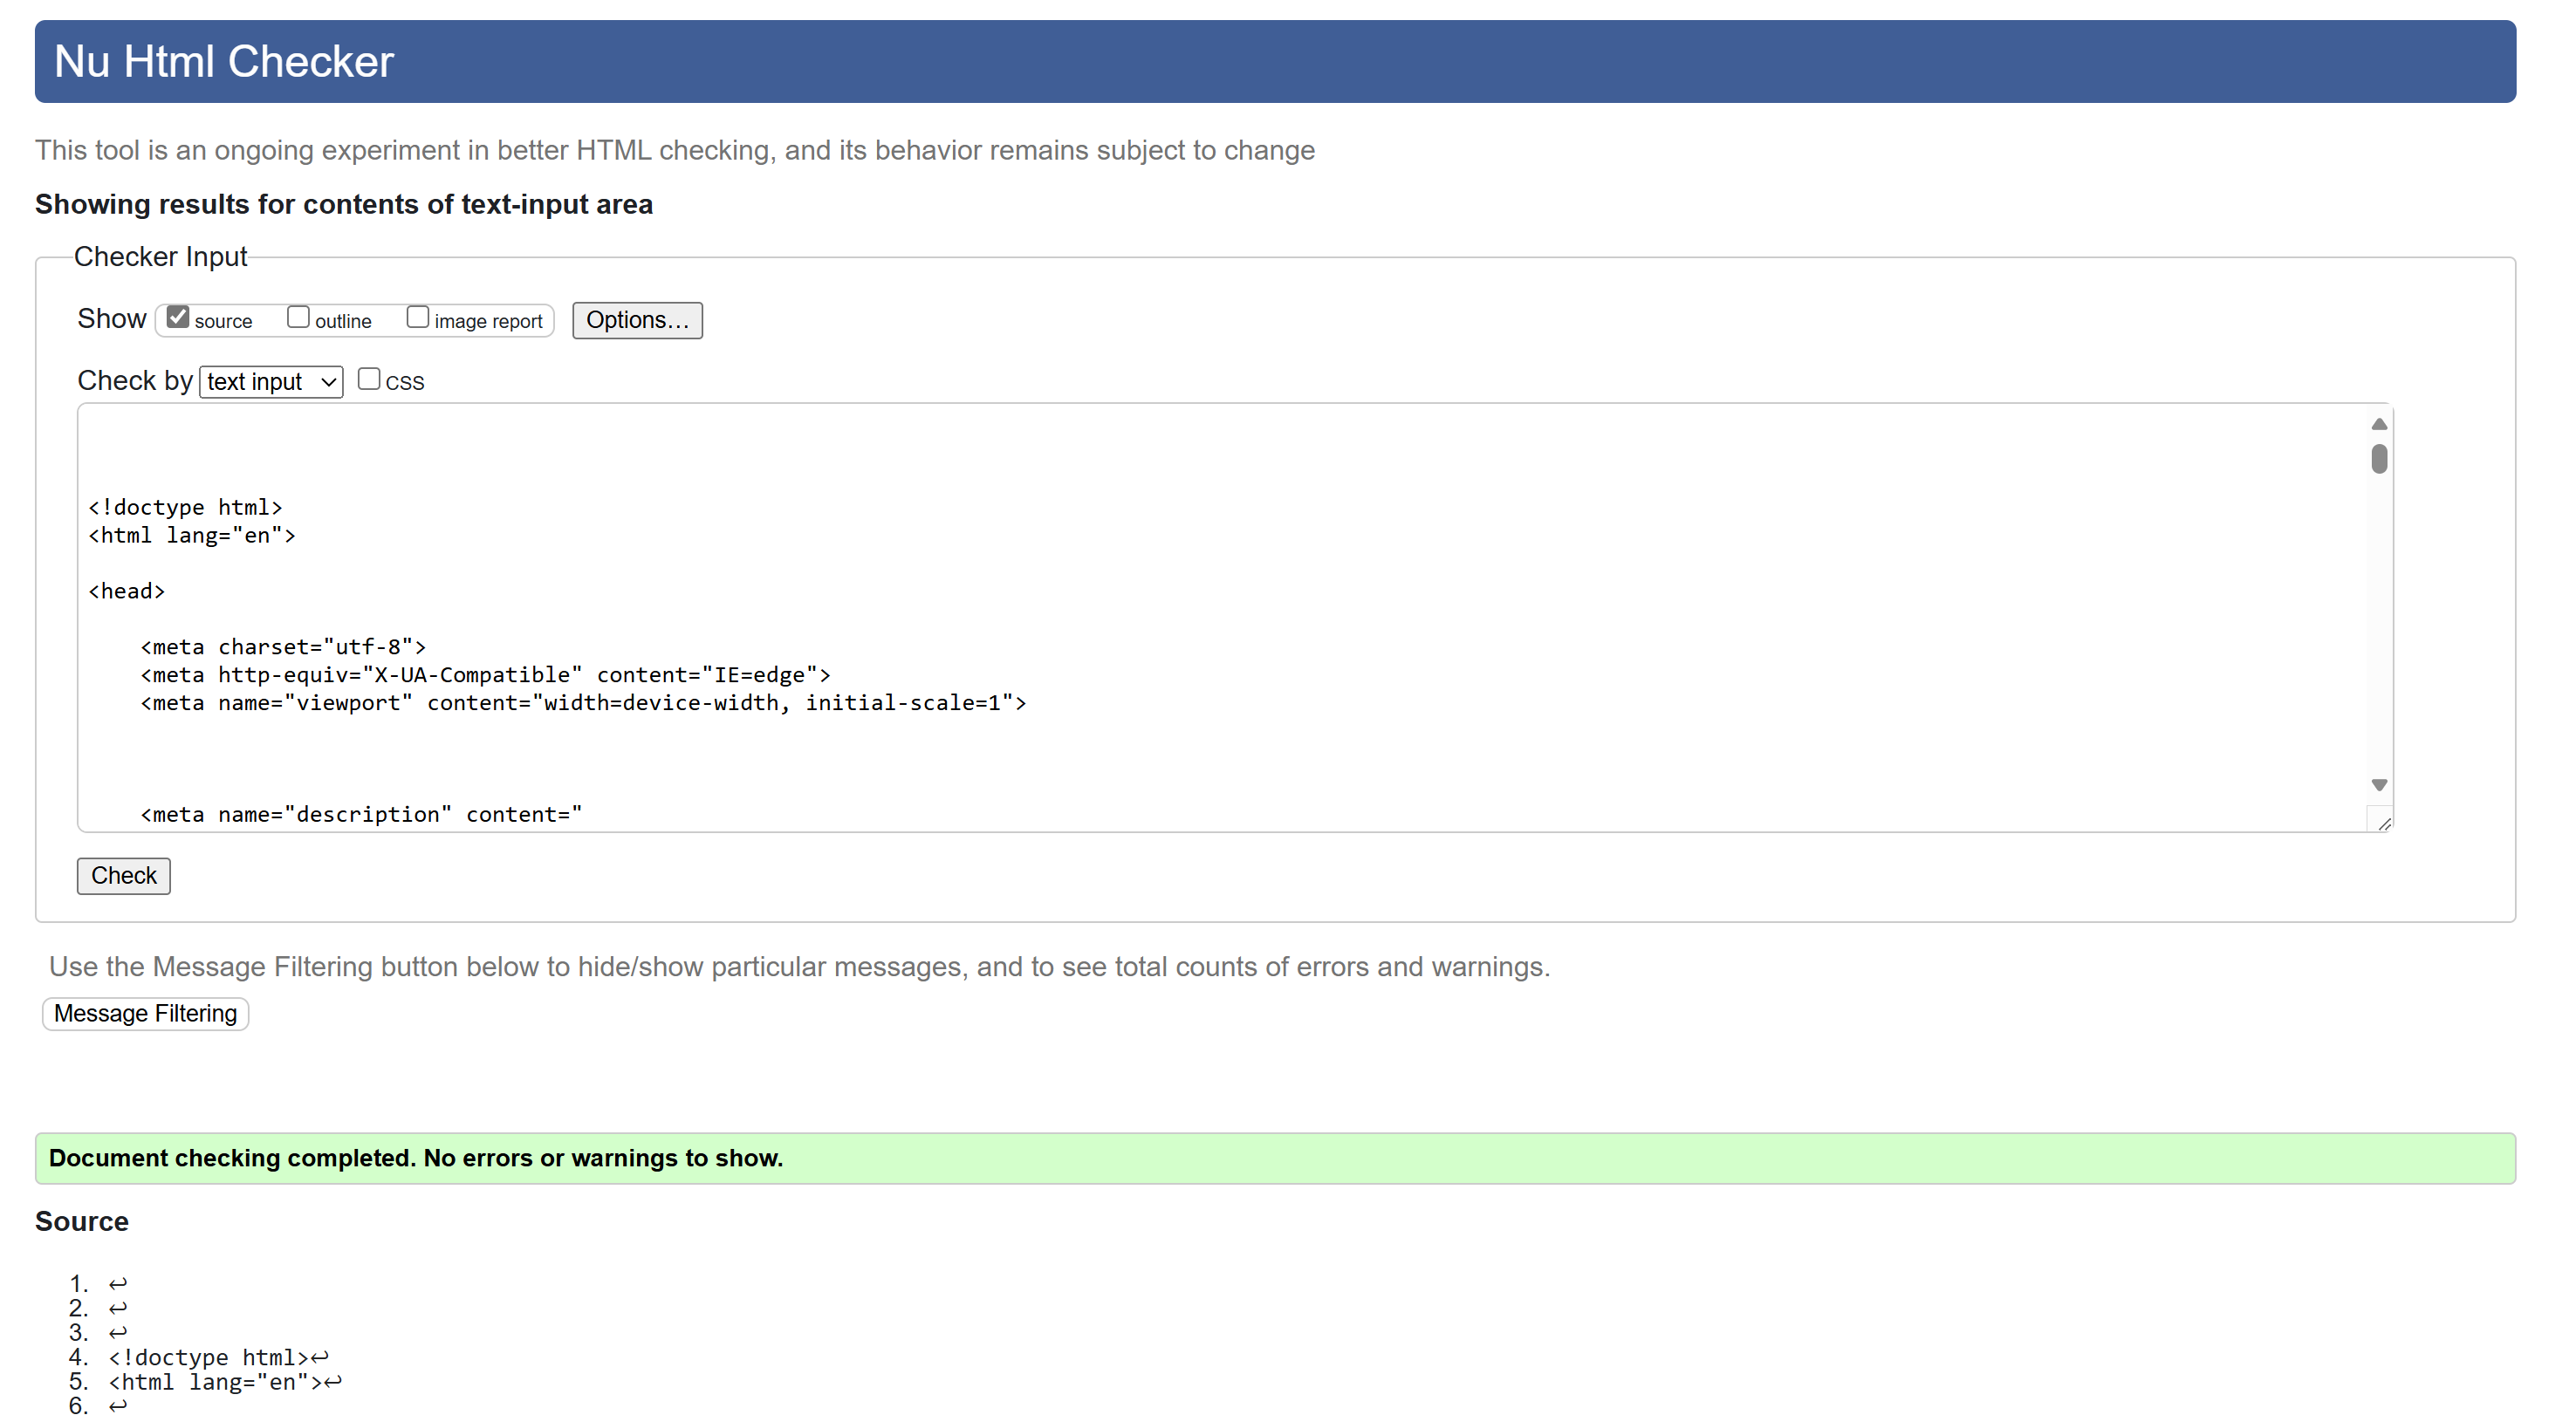 Nu Html Checker
This tool is an ongoing experiment in better HTML checking, and its behavior remains subject to change
Showing results for contents of text-input area
Checker Input
Show source outline image report Options…
Check by text input CSS
<!doctype html>
<html lang="en">
<head>
<meta charset="utf-8">
<meta http-equiv="X-UA-Compatible" content="IE=edge">
<meta name="viewport" content="width=device-width, initial-scale=1">
<meta name="description" content="
Check
Use the Message Filtering button below to hide/show particular messages, and to see total counts of errors and warnings.
Message Filtering
Document checking completed. No errors or warnings to show.
Source
1. ↩
2. ↩
3. ↩
4. <!doctype html>↩
5. <html lang="en">↩
6. ↩